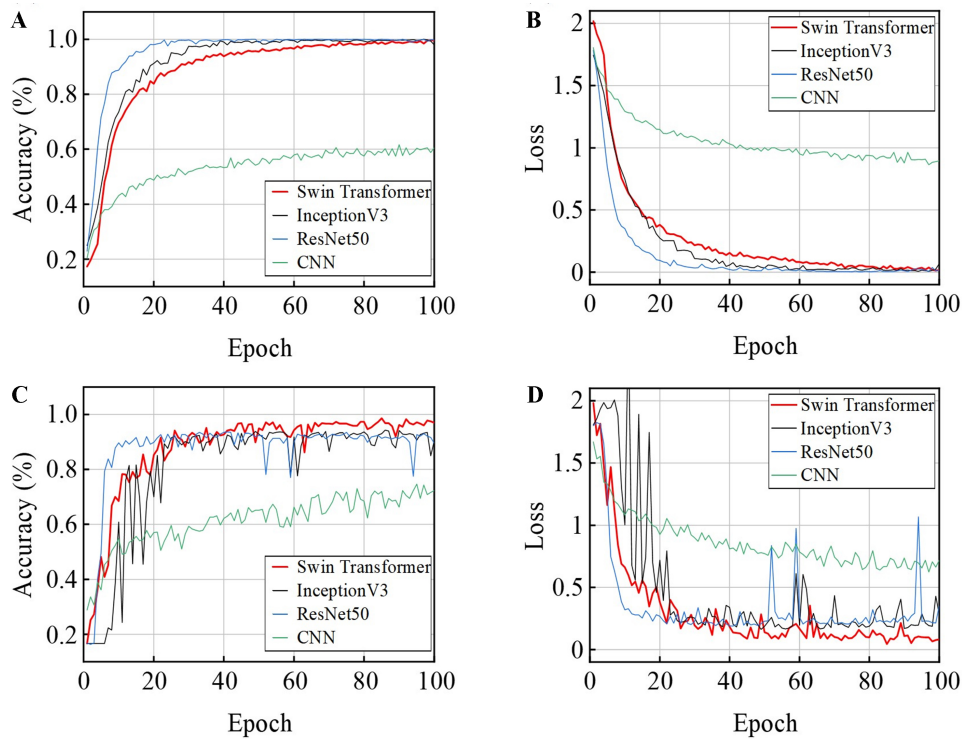 A
Accuracy (%)
1.0
0.8
0.6
0.4
0.2
Swin Transformer
InceptionV3
ResNet50
CNN
0 20 40 60 80 100
Epoch
B
Loss
2
1.5
1
0.5
0
Swin Transformer
InceptionV3
ResNet50
CNN
0 20 40 60 80 100
Epoch
C
Accuracy (%)
1.0
0.8
0.6
0.4
0.2
Swin Transformer
InceptionV3
ResNet50
CNN
0 20 40 60 80 100
Epoch
D
Loss
2
1.5
1
0.5
0
Swin Transformer
InceptionV3
ResNet50
CNN
0 20 40 60 80 100
Epoch